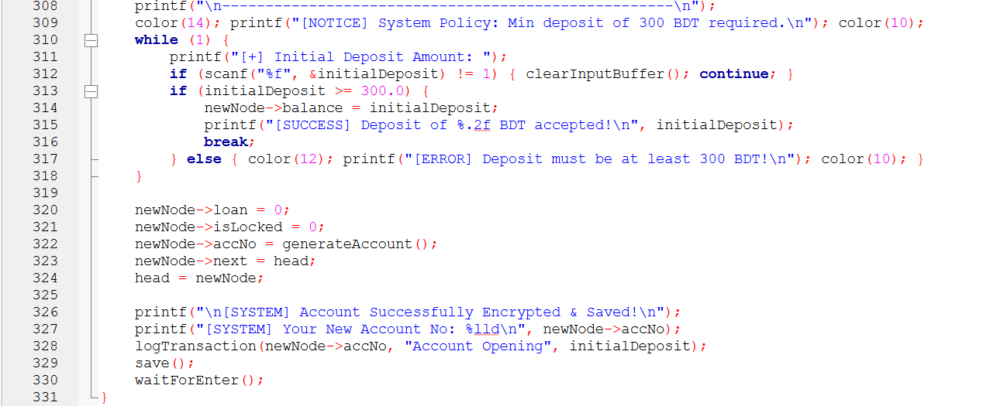 308 printf("\n----------------------------------------------------\n");
309 color(14); printf("[NOTICE] System Policy: Min deposit of 300 BDT required.\n"); color(10);
310 while (1) {
311 printf("[+] Initial Deposit Amount: ");
312 if (scanf("%f", &initialDeposit) != 1) { clearInputBuffer(); continue; }
313 if (initialDeposit >= 300.0) {
314 newNode->balance = initialDeposit;
315 printf("[SUCCESS] Deposit of %.2f BDT accepted!\n", initialDeposit);
316 break;
317 } else { color(12); printf("[ERROR] Deposit must be at least 300 BDT!\n"); color(10); }
318 }
319
320 newNode->loan = 0;
321 newNode->isLocked = 0;
322 newNode->accNo = generateAccount();
323 newNode->next = head;
324 head = newNode;
325
326 printf("\n[SYSTEM] Account Successfully Encrypted & Saved!\n");
327 printf("[SYSTEM] Your New Account No: %lld\n", newNode->accNo);
328 logTransaction(newNode->accNo, "Account Opening", initialDeposit);
329 save();
330 waitForEnter();
331 }